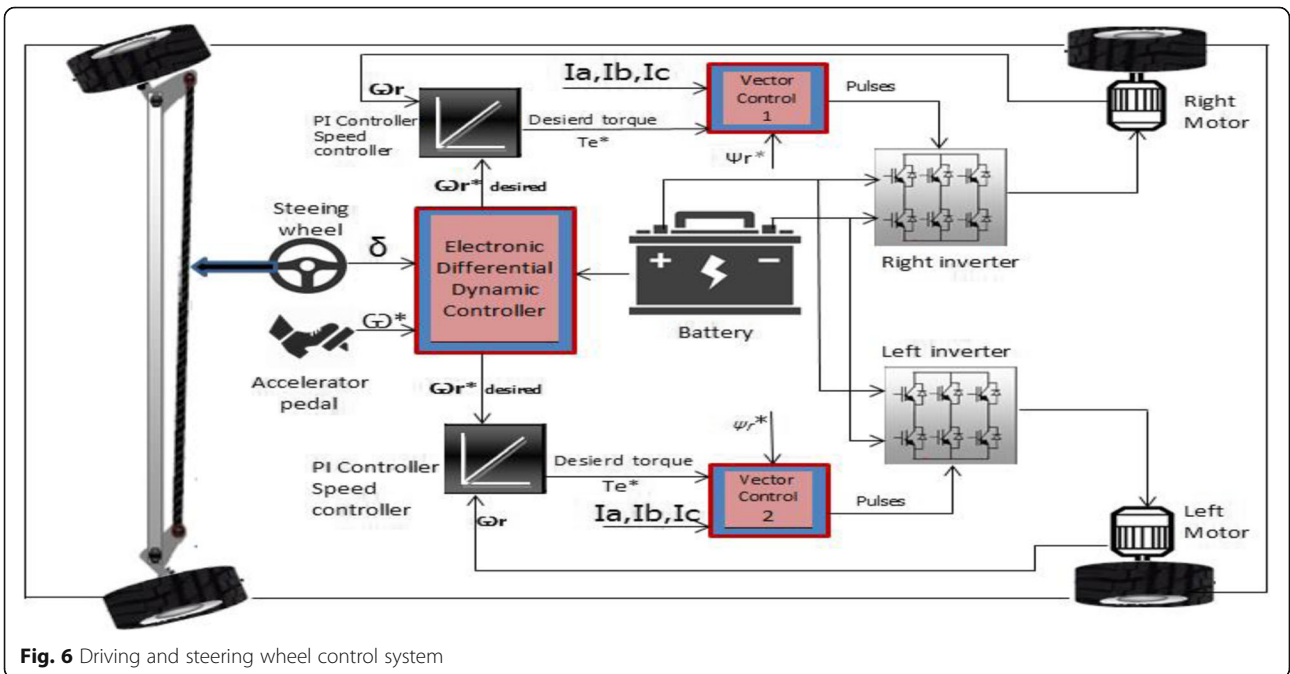 Ia,Ib,Ic
Vector
Control
1
Pulses
Right
Motor
ωr
PI Controller
Speed
controller
Desierd torque
Te*
Ψr*
ωr* desired
Steeing
wheel
δ
Electronic
Differential
Dynamic
Controller
+
−
Battery
Right inverter
ω*
Accelerator
pedal
Left inverter
ωr* desired
Ψr*
PI Controller
Speed
controller
Desierd torque
Te*
Vector
Control
2
Pulses
Ia,Ib,Ic
ωr
Left
Motor
Fig. 6 Driving and steering wheel control system